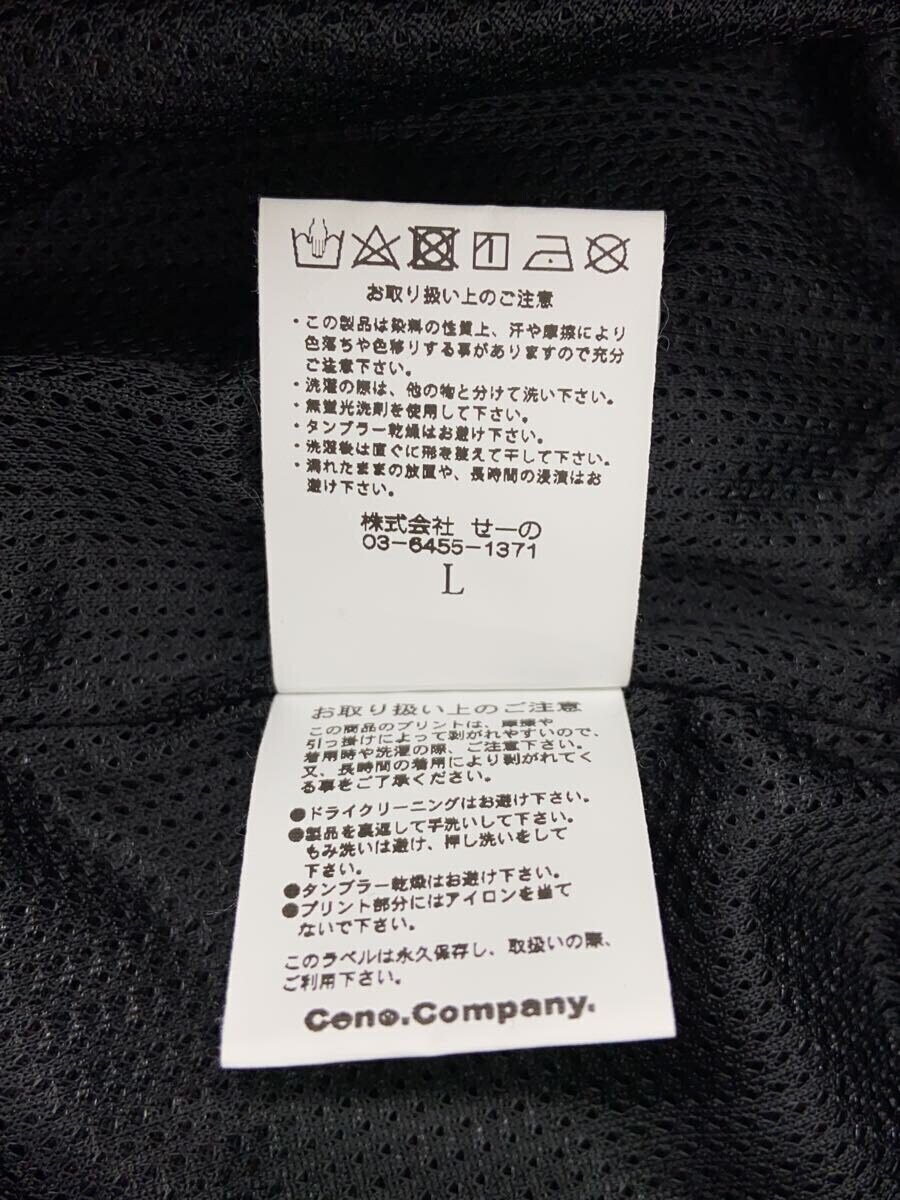 お取り扱い上のご注意
・この製品は染料の性質上、汗や摩擦により
色落ちや色移りする事がありますので充分
ご注意下さい。
・洗濯の際は、他の物と分けて洗い下さい。
・無蛍光洗剤を使用して下さい。
・タンブラー乾燥はお避け下さい。
・洗濯後は直ぐに形を整えて干して下さい。
・濡れたままの放置や、長時間の浸漬はお
避け下さい。
株式会社 せーの
03-6455-1371
L
お取り扱い上のご注意
この商品のプリントは、摩擦や
引っ掛けによって剥がれやすいので、
着用時や洗濯の際、ご注意下さい。
又、長時間の着用により剥がれてく
る事をご了承ください。
●ドライクリーニングはお避け下さい。
●製品を裏返して手洗いして下さい。
もみ洗いは避け、押し洗いをして
下さい。
●タンブラー乾燥はお避け下さい。
●プリント部分にはアイロンを当て
ないで下さい。
このラベルは永久保存し、取扱いの際、
ご利用下さい。
Ceno.Company.